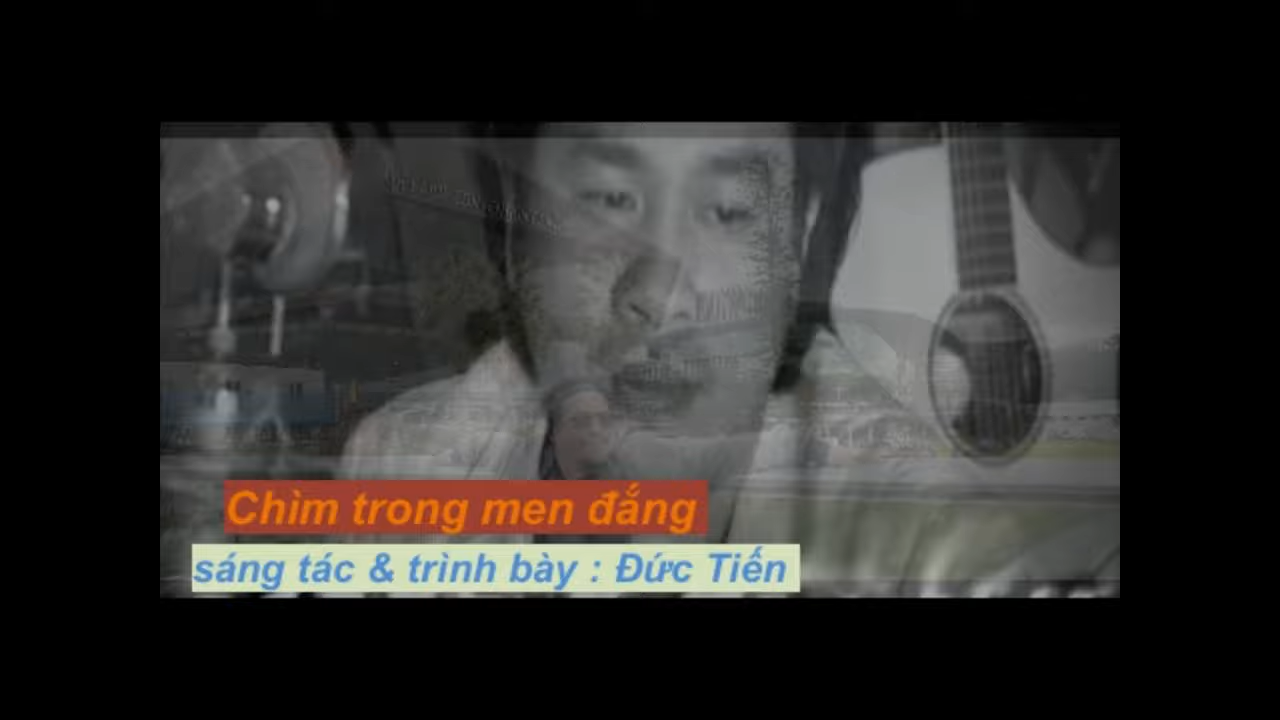 Chìm trong men đắng
sáng tác & trình bày : Đức Tiến